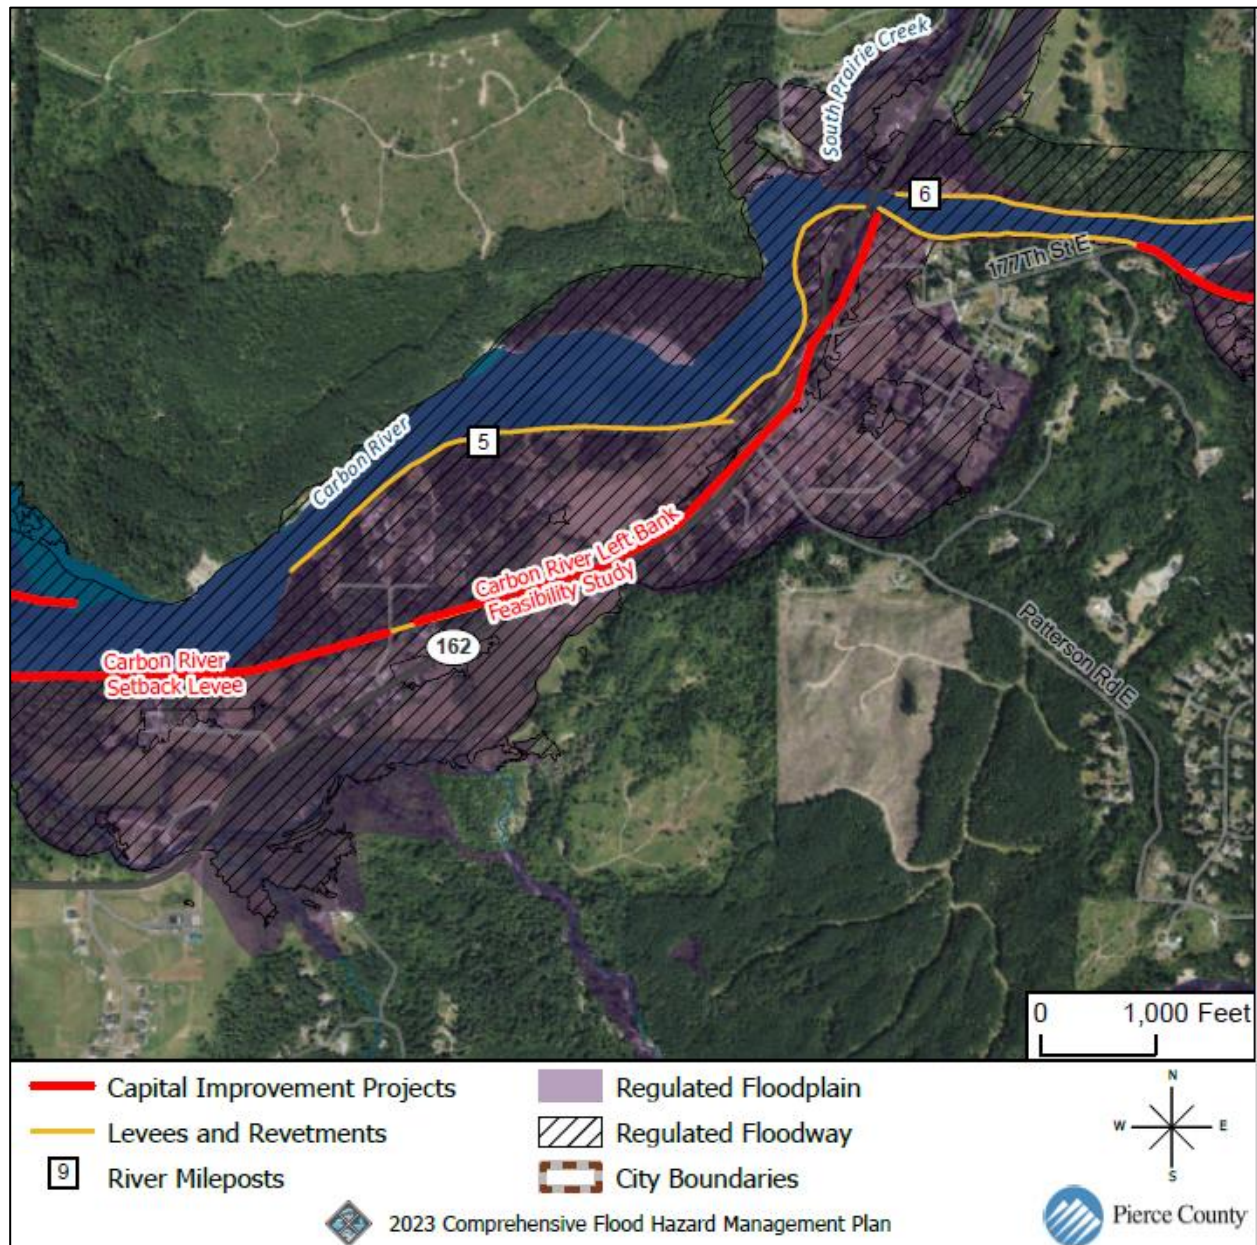 South Prairie Creek
6
177Th St E
5
Carbon River
Carbon River Left Bank
Feasibility Study
162
Carbon River
Setback Levee
Patterson Rd E
0 1,000 Feet
Capital Improvement Projects
Levees and Revetments
9 River Mileposts
Regulated Floodplain
Regulated Floodway
City Boundaries
N
W E
S
2023 Comprehensive Flood Hazard Management Plan
Pierce County